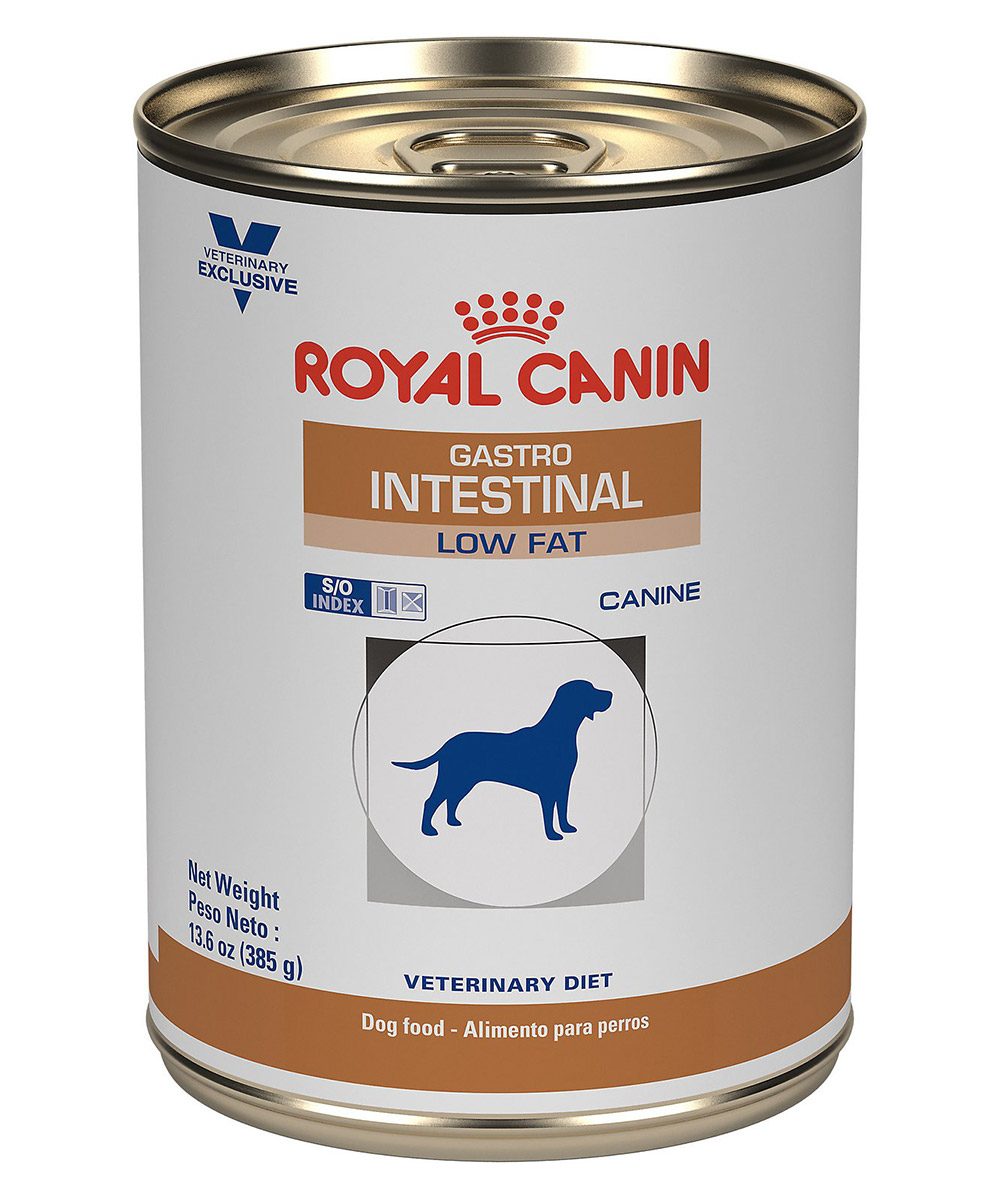 VETERINARY
EXCLUSIVE
ROYAL CANIN
GASTRO
INTESTINAL
LOW FAT
S/O
INDEX
CANINE
Net Weight
Peso Neto :
13.6 oz (385 g)
VETERINARY DIET
Dog food - Alimento para perros